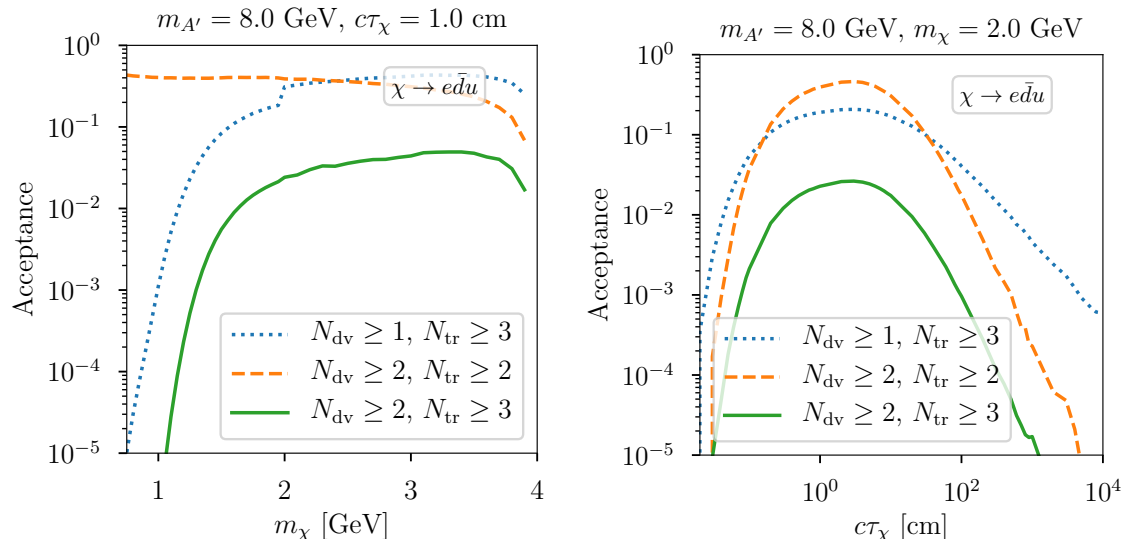 m_{A'} = 8.0 GeV, cτ_χ = 1.0 cm
10^0
10^{-1}
10^{-2}
10^{-3}
10^{-4}
10^{-5}
Acceptance
χ → e d̄ u
N_dv ≥ 1, N_tr ≥ 3
N_dv ≥ 2, N_tr ≥ 2
N_dv ≥ 2, N_tr ≥ 3
1 2 3 4
m_χ [GeV]
m_{A'} = 8.0 GeV, m_χ = 2.0 GeV
10^0
10^{-1}
10^{-2}
10^{-3}
10^{-4}
10^{-5}
Acceptance
χ → e d̄ u
N_dv ≥ 1, N_tr ≥ 3
N_dv ≥ 2, N_tr ≥ 2
N_dv ≥ 2, N_tr ≥ 3
10^0 10^2 10^4
cτ_χ [cm]